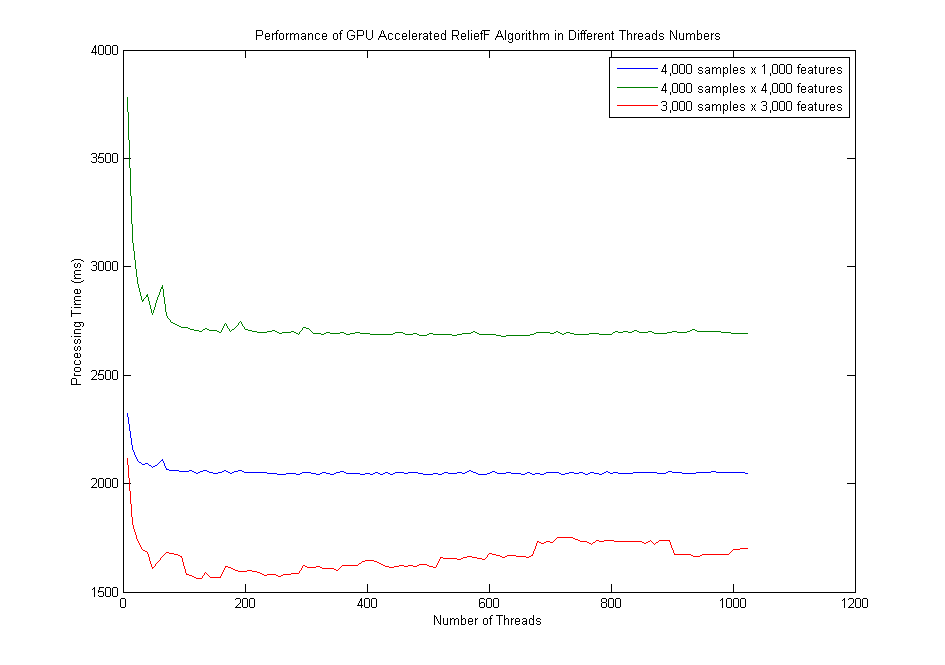 Performance of GPU Accelerated ReliefF Algorithm in Different Threads Numbers
4,000 samples x 1,000 features
4,000 samples x 4,000 features
3,000 samples x 3,000 features
4000
3500
3000
2500
2000
1500
Processing Time (ms)
0 200 400 600 800 1000 1200
Number of Threads